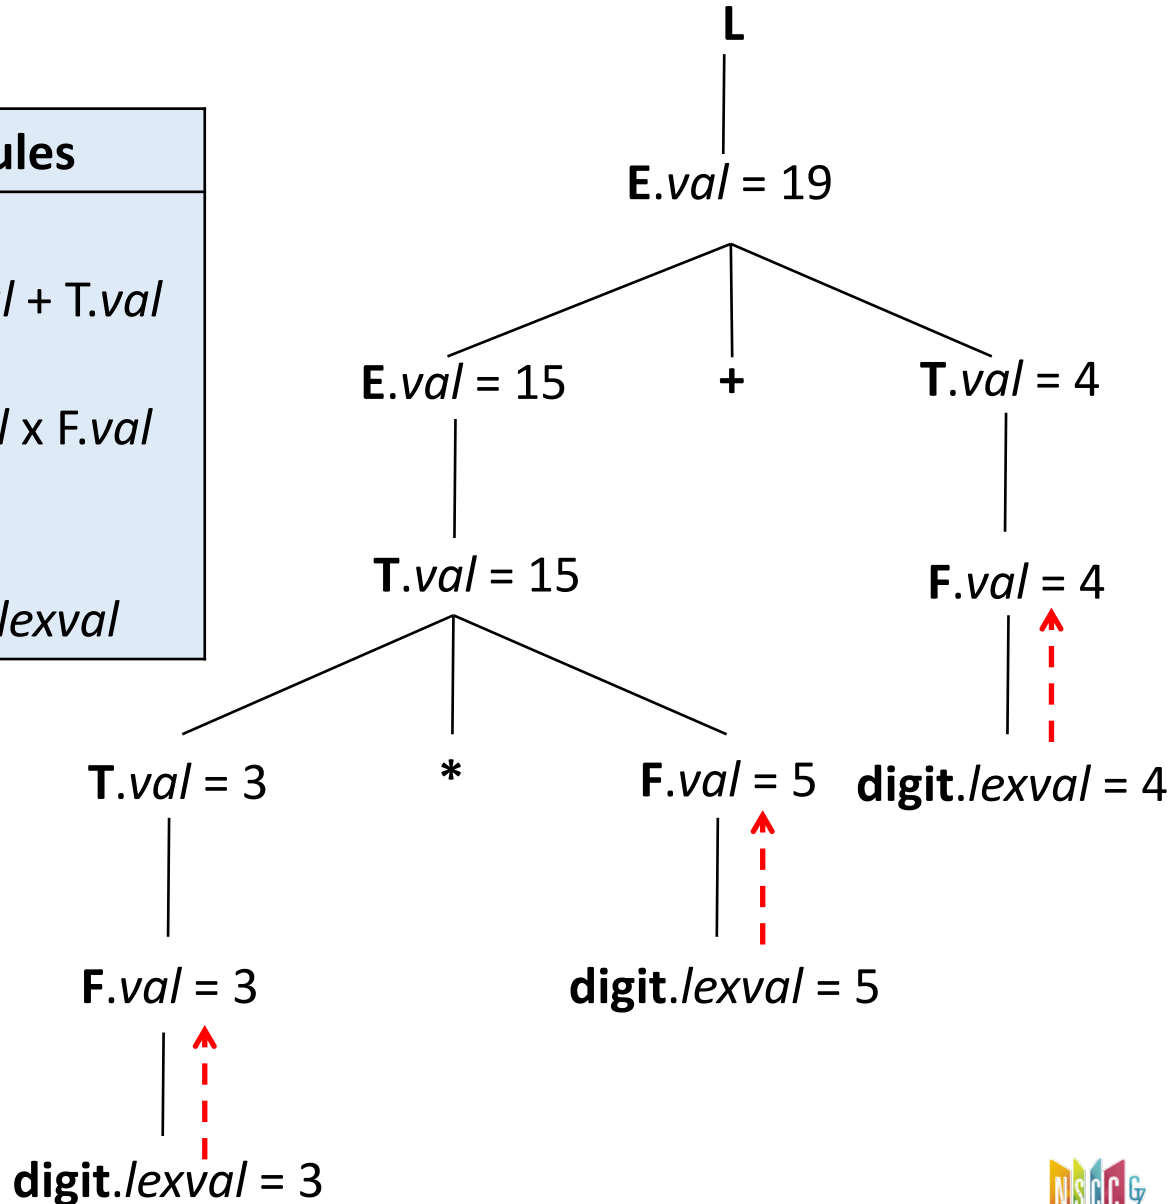 L
ules
E.val = 19
l + T.val
E.val = 15 + T.val = 4
l x F.val
T.val = 15 F.val = 4
lexval
T.val = 3 * F.val = 5 digit.lexval = 4
F.val = 3 digit.lexval = 5
digit.lexval = 3
NSCC